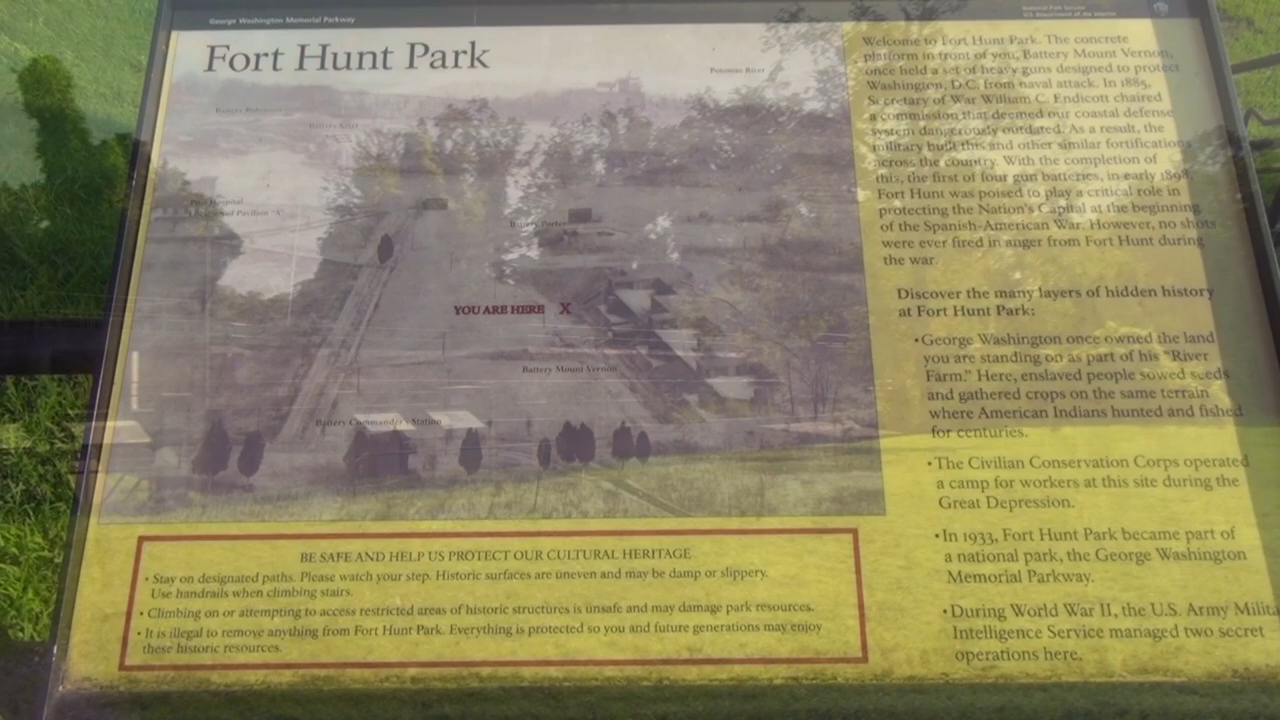 George Washington Memorial Parkway
National Park Service
U.S. Department of the Interior
Fort Hunt Park
Potomac River
Battery Porter
YOU ARE HERE X
Battery Mount Vernon
Battery Commander's Station
Post Hospital
Welcome to Fort Hunt Park. The concrete
platform in front of you, Battery Mount Vernon,
once held a set of heavy guns designed to protect
Washington, D.C. from naval attack. In 1885,
Secretary of War William C. Endicott chaired
a commission that deemed our coastal defense
system dangerously outdated. As a result, the
military built this and other similar fortifications
across the country. With the completion of
this, the first of four gun batteries, in early 1898,
Fort Hunt was poised to play a critical role in
protecting the Nation's Capital at the beginning
of the Spanish-American War. However, no shots
were ever fired in anger from Fort Hunt during
the war.
Discover the many layers of hidden history
at Fort Hunt Park:
• George Washington once owned the land
you are standing on as part of his "River
Farm." Here, enslaved people sowed seeds
and gathered crops on the same terrain
where American Indians hunted and fished
for centuries.
• The Civilian Conservation Corps operated
a camp for workers at this site during the
Great Depression.
• In 1933, Fort Hunt Park became part of
a national park, the George Washington
Memorial Parkway.
• During World War II, the U.S. Army Milita
Intelligence Service managed two secret
operations here.
BE SAFE AND HELP US PROTECT OUR CULTURAL HERITAGE
• Stay on designated paths. Please watch your step. Historic surfaces are uneven and may be damp or slippery.
Use handrails when climbing stairs.
• Climbing on or attempting to access restricted areas of historic structures is unsafe and may damage park resources.
• It is illegal to remove anything from Fort Hunt Park. Everything is protected so you and future generations may enjoy
these historic resources.